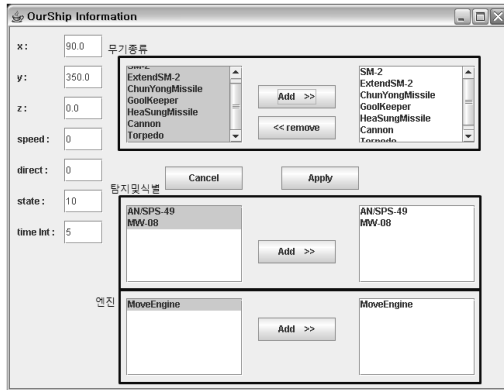 OurShip Information
x : 90.0
y : 350.0
z : 0.0
speed : 0
direct : 0
state : 10
time Int : 5
무기종류
SM-2
ExtendSM-2
ChunYongMissile
GoolKeeper
HeaSungMissile
Cannon
Torpedo
Add >>
<< remove
SM-2
ExtendSM-2
ChunYongMissile
GoolKeeper
HeaSungMissile
Cannon
Torpedo
Cancel
Apply
탐지및식별
AN/SPS-49
MW-08
Add >>
AN/SPS-49
MW-08
엔진
MoveEngine
Add >>
MoveEngine